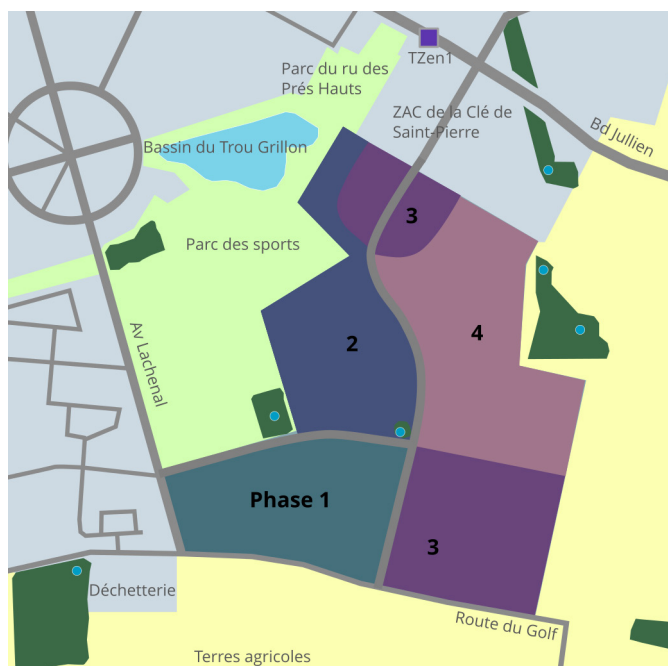 TZen1
Parc du ru des
Prés Hauts
ZAC de la Clé de
Saint-Pierre
Bd Jullien
Bassin du Trou Grillon
3
Parc des sports
Av Lachenal
2
4
Phase 1
3
Déchetterie
Route du Golf
Terres agricoles